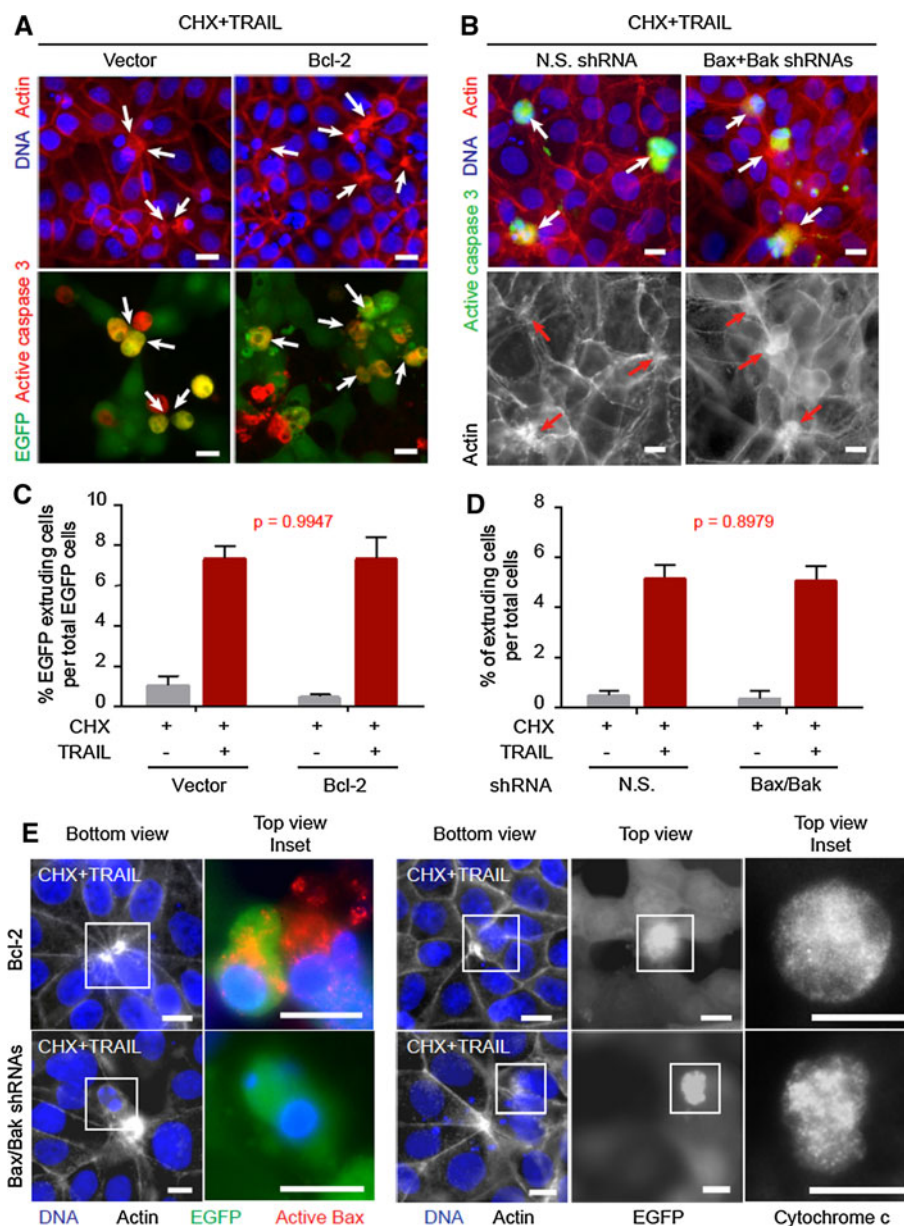 A
CHX+TRAIL
Vector
Bcl-2
DNA Actin
EGFP Active caspase 3
B
CHX+TRAIL
N.S. shRNA
Bax+Bak shRNAs
Active caspase 3 DNA Actin
Actin
C
% EGFP extruding cells
per total EGFP cells
10
8
6
4
2
0
p = 0.9947
CHX + + + +
TRAIL - + - +
Vector Bcl-2
D
% of extruding cells
per total cells
8
6
4
2
0
p = 0.8979
CHX + + + +
TRAIL - + - +
shRNA N.S. Bax/Bak
E
Bottom view
Top view
Inset
Bottom view
Top view
Top view
Inset
Bcl-2
CHX+TRAIL
CHX+TRAIL
Bax/Bak shRNAs
CHX+TRAIL
CHX+TRAIL
DNA Actin EGFP Active Bax
DNA Actin EGFP Cytochrome c